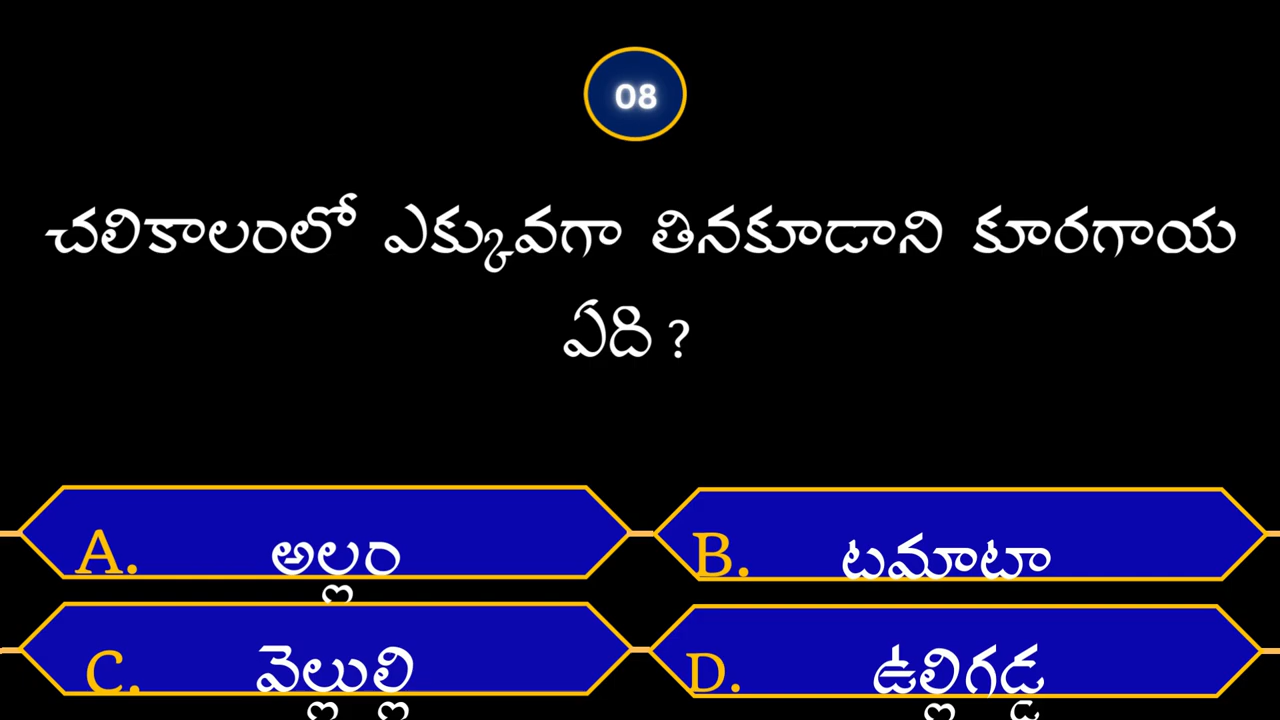 08
చలికాలంలో ఎక్కువగా తినకూడాని కూరగాయ
ఏది ?
A. అల్లం
B. టమాటా
C. వెల్లుల్లి
D. ఉల్లిగడ్డ